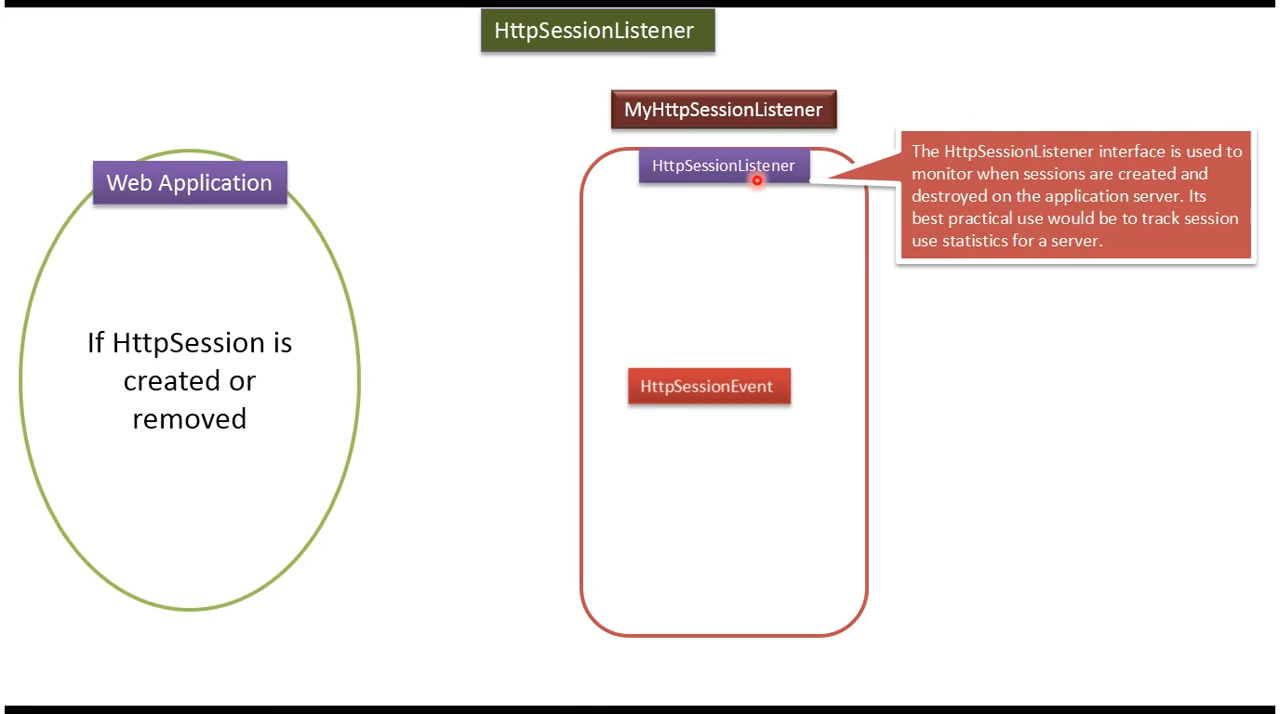 HttpSessionListener
MyHttpSessionListener
HttpSessionListener
The HttpSessionListener interface is used to
monitor when sessions are created and
destroyed on the application server. Its
best practical use would be to track session
use statistics for a server.
Web Application
If HttpSession is
created or
removed
HttpSessionEvent